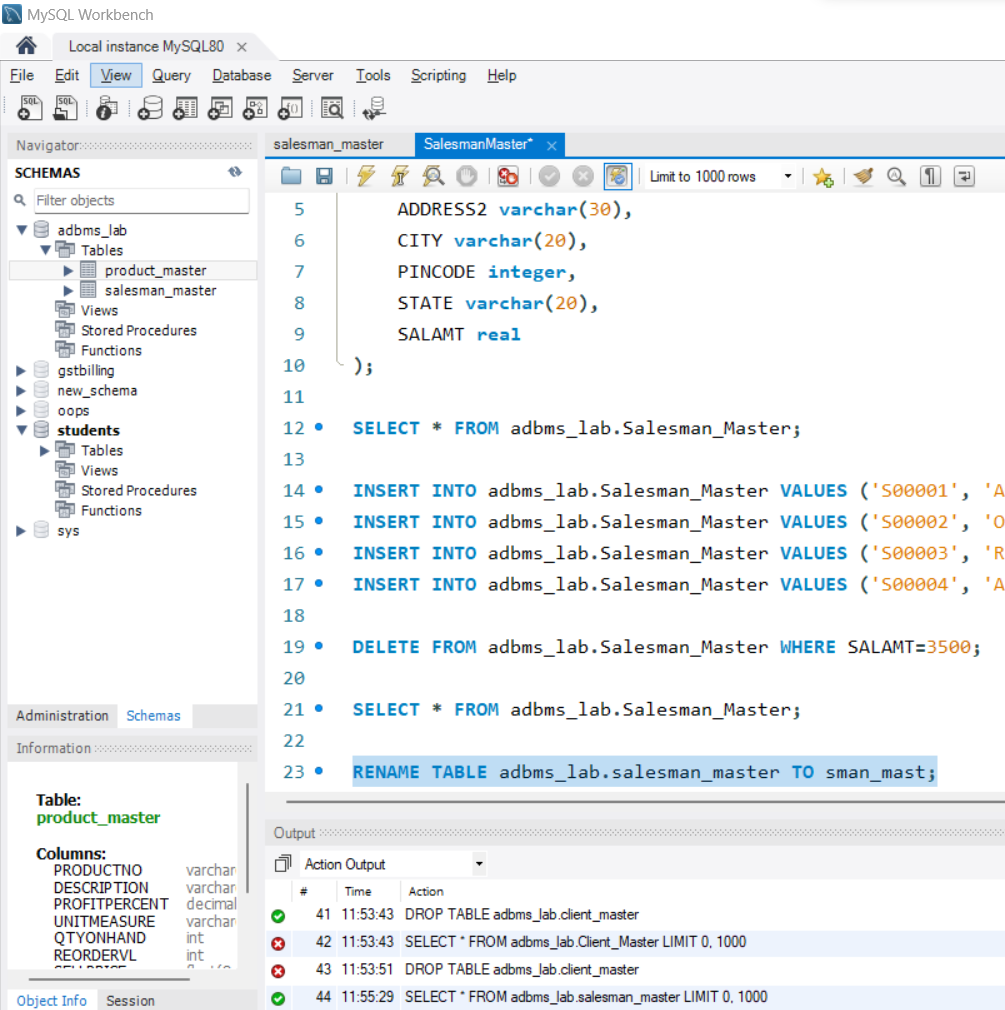 MySQL Workbench
Local instance MySQL80
File Edit View Query Database Server Tools Scripting Help
Navigator
SCHEMAS
Filter objects
adbms_lab
Tables
product_master
salesman_master
Views
Stored Procedures
Functions
gstbilling
new_schema
oops
students
Tables
Views
Stored Procedures
Functions
sys
Administration Schemas
Information
Table:
product_master
Columns:
PRODUCTNO varchar
DESCRIPTION varchar
PROFITPERCENT decimal
UNITMEASURE varchar
QTYONHAND int
REORDERVL int
Object Info Session
salesman_master SalesmanMaster*
Limit to 1000 rows
5 ADDRESS2 varchar(30),
6 CITY varchar(20),
7 PINCODE integer,
8 STATE varchar(20),
9 SALAMT real
10 );
11
12 SELECT * FROM adbms_lab.Salesman_Master;
13
14 INSERT INTO adbms_lab.Salesman_Master VALUES ('S00001', 'A
15 INSERT INTO adbms_lab.Salesman_Master VALUES ('S00002', 'O
16 INSERT INTO adbms_lab.Salesman_Master VALUES ('S00003', 'R
17 INSERT INTO adbms_lab.Salesman_Master VALUES ('S00004', 'A
18
19 DELETE FROM adbms_lab.Salesman_Master WHERE SALAMT=3500;
20
21 SELECT * FROM adbms_lab.Salesman_Master;
22
23 RENAME TABLE adbms_lab.salesman_master TO sman_mast;
Output
Action Output
# Time Action
41 11:53:43 DROP TABLE adbms_lab.client_master
42 11:53:43 SELECT * FROM adbms_lab.Client_Master LIMIT 0, 1000
43 11:53:51 DROP TABLE adbms_lab.client_master
44 11:55:29 SELECT * FROM adbms_lab.salesman_master LIMIT 0, 1000